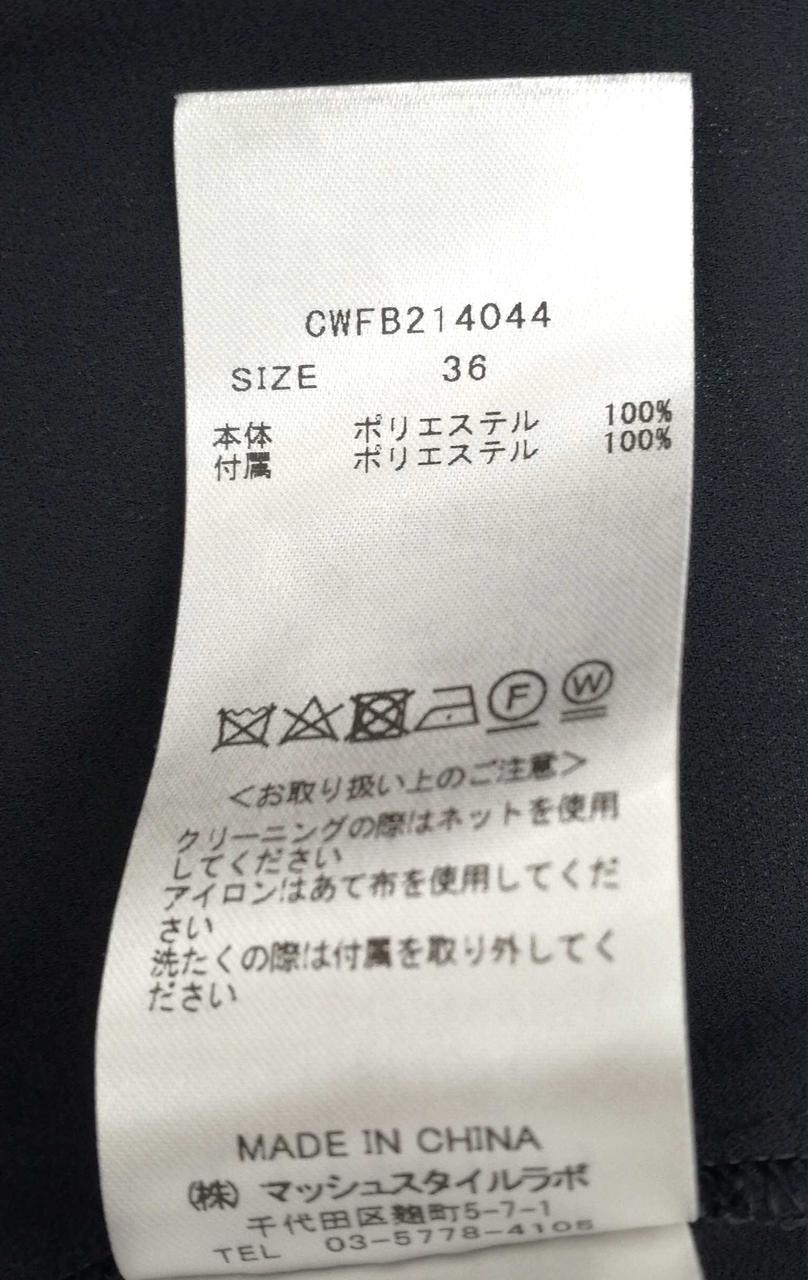 CWFB214044
SIZE 36
本体 ポリエステル 100%
付属 ポリエステル 100%
F W
<お取り扱い上のご注意>
クリーニングの際はネットを使用
してください
アイロンはあて布を使用してくだ
さい
洗たくの際は付属を取り外してく
ださい
MADE IN CHINA
(株) マッシュスタイルラボ
千代田区麹町5-7-1
TEL 03-5778-4105